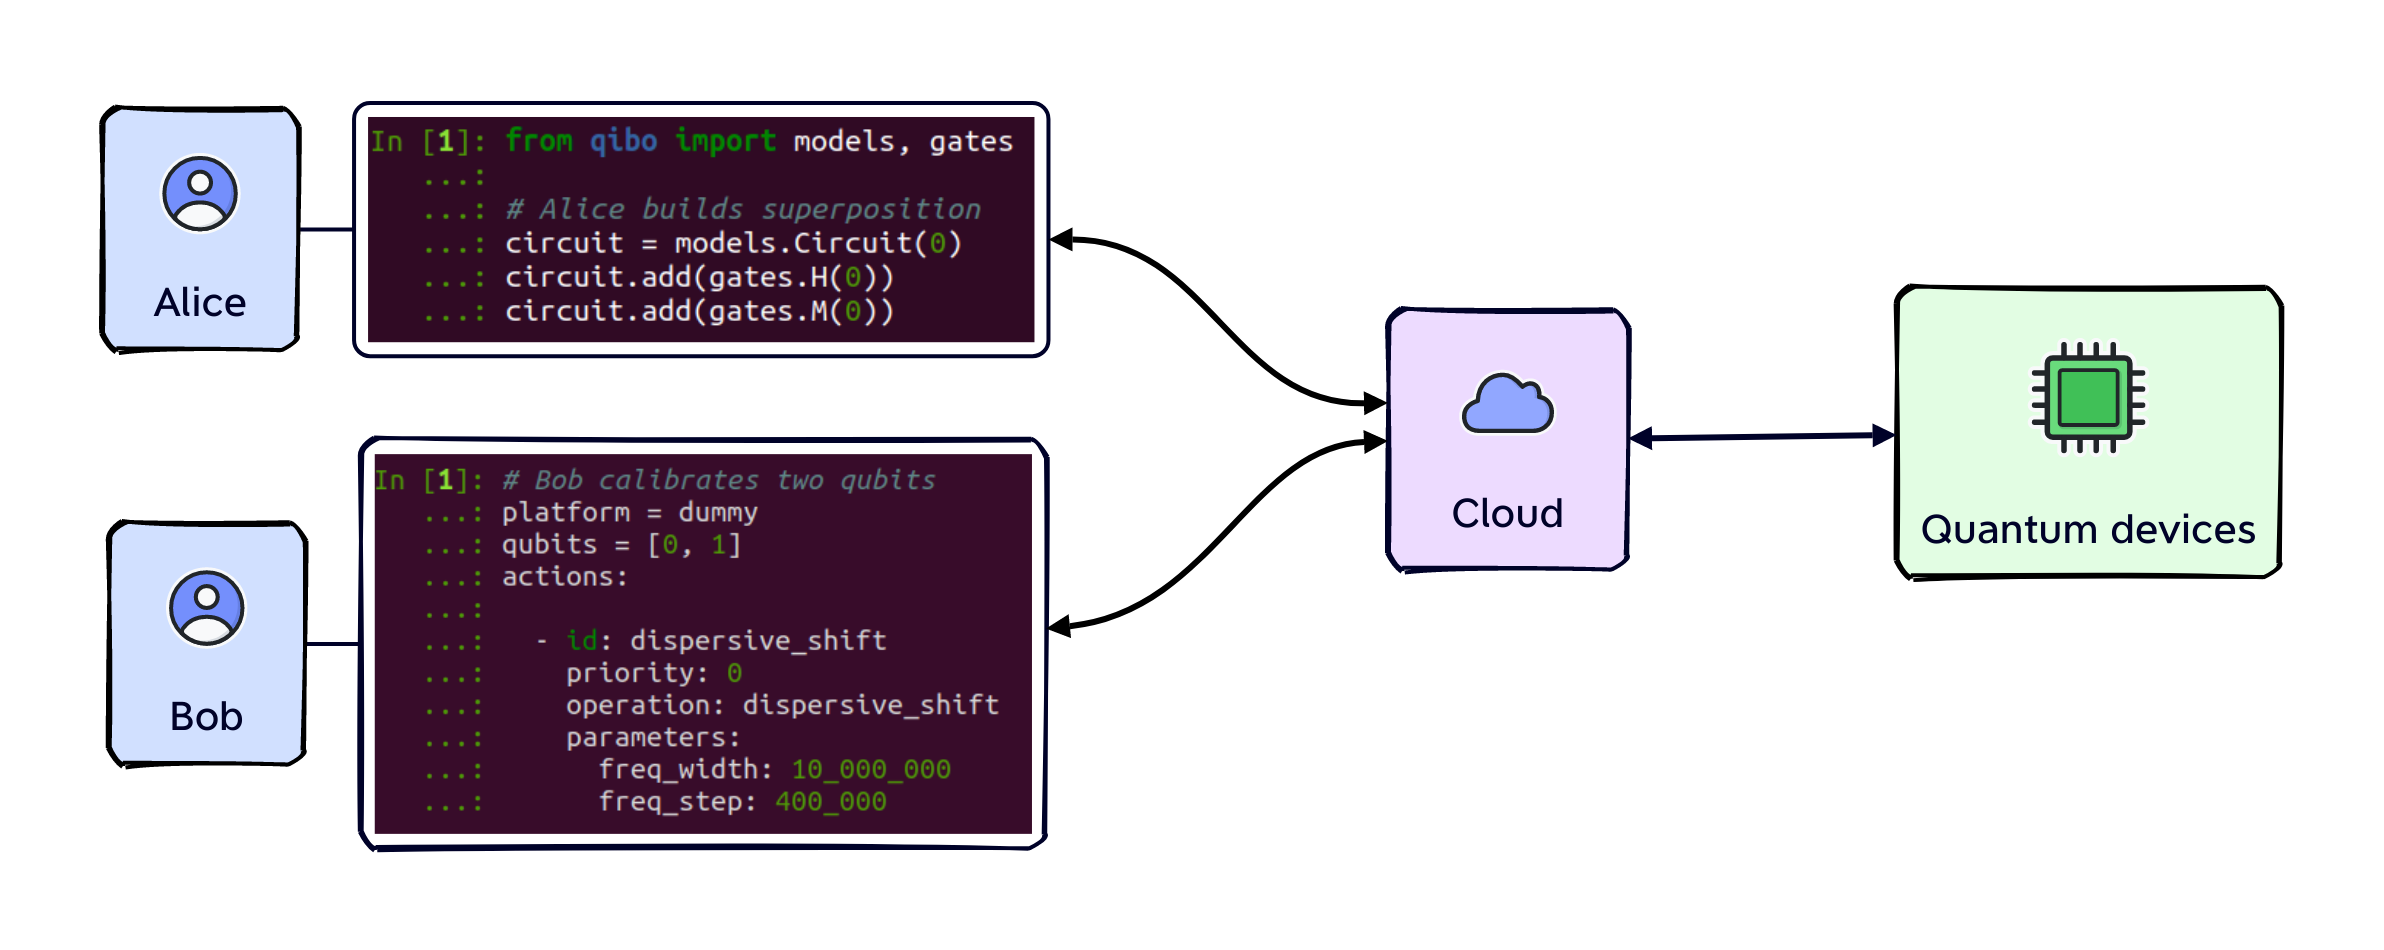 Alice
In [1]: from qibo import models, gates
...:
...: # Alice builds superposition
...: circuit = models.Circuit(0)
...: circuit.add(gates.H(0))
...: circuit.add(gates.M(0))
Bob
In [1]: # Bob calibrates two qubits
...: platform = dummy
...: qubits = [0, 1]
...: actions:
...:
...: - id: dispersive_shift
...: priority: 0
...: operation: dispersive_shift
...: parameters:
...: freq_width: 10_000_000
...: freq_step: 400_000
Cloud
Quantum devices